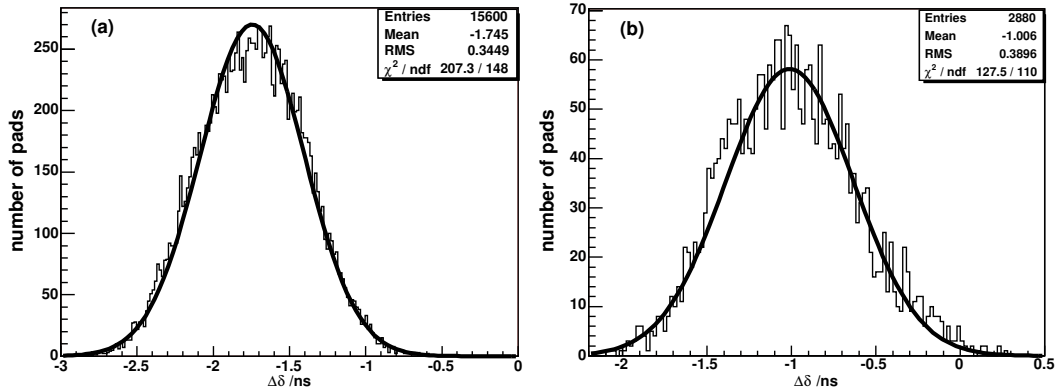 (a)
Entries 15600
Mean -1.745
RMS 0.3449
χ² / ndf 207.3 / 148
number of pads
250
200
150
100
50
0
-3 -2.5 -2 -1.5 -1 -0.5 0
Δδ /ns
(b)
Entries 2880
Mean -1.006
RMS 0.3896
χ² / ndf 127.5 / 110
number of pads
70
60
50
40
30
20
10
0
-2 -1.5 -1 -0.5 0 0.5
Δδ /ns